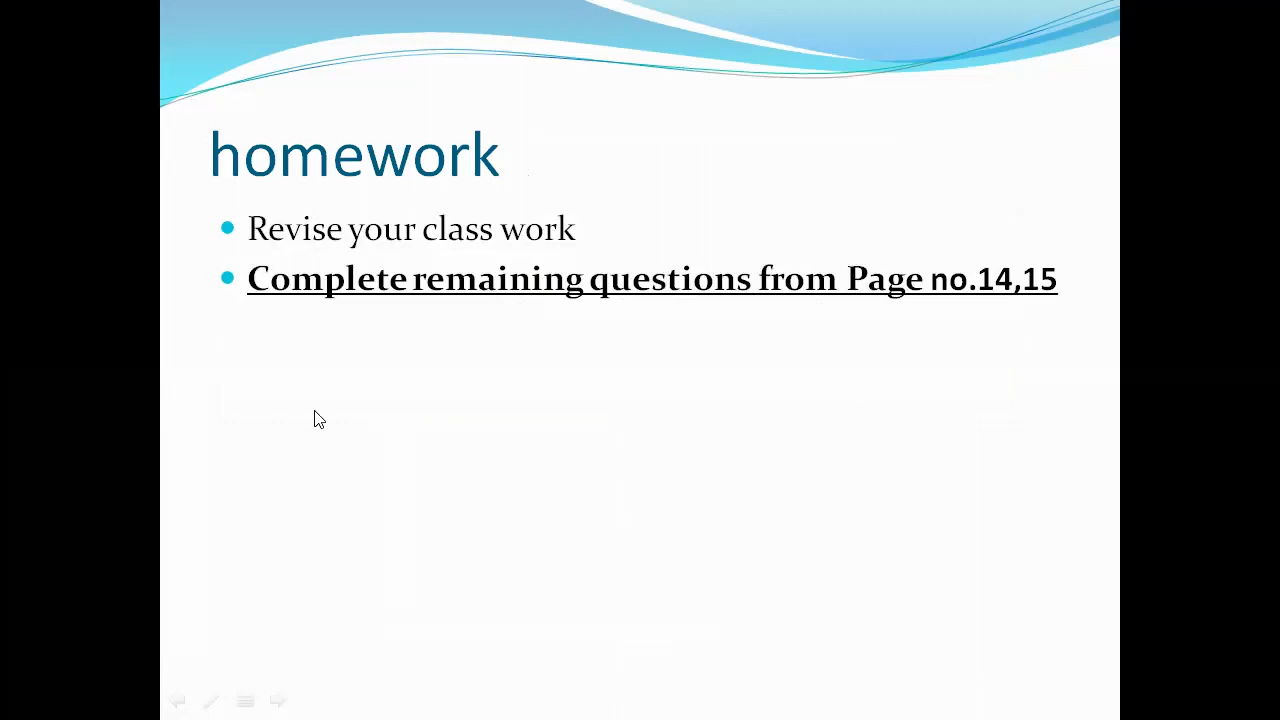 homework
Revise your class work
Complete remaining questions from Page no.14,15